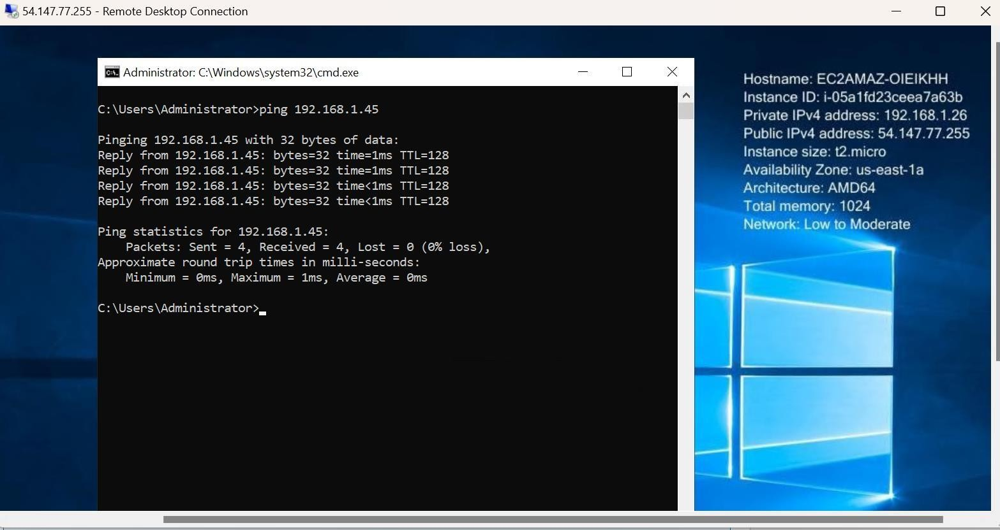 54.147.77.255 - Remote Desktop Connection
Administrator: C:\Windows\system32\cmd.exe
C:\Users\Administrator>ping 192.168.1.45
Pinging 192.168.1.45 with 32 bytes of data:
Reply from 192.168.1.45: bytes=32 time=1ms TTL=128
Reply from 192.168.1.45: bytes=32 time=1ms TTL=128
Reply from 192.168.1.45: bytes=32 time<1ms TTL=128
Reply from 192.168.1.45: bytes=32 time<1ms TTL=128
Ping statistics for 192.168.1.45:
    Packets: Sent = 4, Received = 4, Lost = 0 (0% loss),
Approximate round trip times in milli-seconds:
    Minimum = 0ms, Maximum = 1ms, Average = 0ms
C:\Users\Administrator>
Hostname: EC2AMAZ-OIEIKHH
Instance ID: i-05a1fd23ceea7a63b
Private IPv4 address: 192.168.1.26
Public IPv4 address: 54.147.77.255
Instance size: t2.micro
Availability Zone: us-east-1a
Architecture: AMD64
Total memory: 1024
Network: Low to Moderate